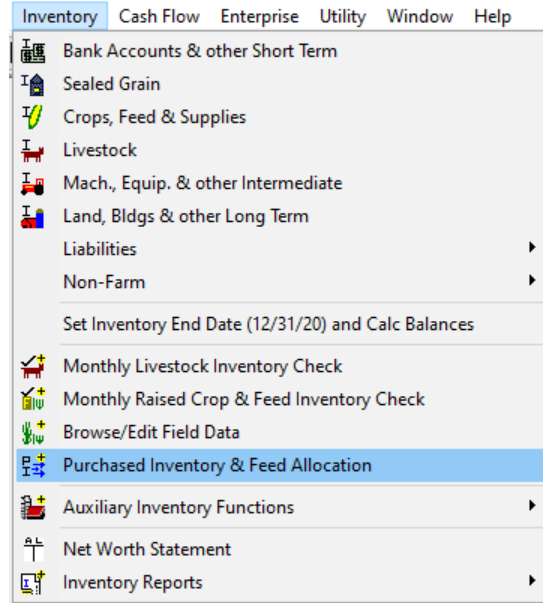 Inventory Cash Flow Enterprise Utility Window Help
Bank Accounts & other Short Term
Sealed Grain
Crops, Feed & Supplies
Livestock
Mach., Equip. & other Intermediate
Land, Bldgs & other Long Term
Liabilities
Non-Farm
Set Inventory End Date (12/31/20) and Calc Balances
Monthly Livestock Inventory Check
Monthly Raised Crop & Feed Inventory Check
Browse/Edit Field Data
Purchased Inventory & Feed Allocation
Auxiliary Inventory Functions
Net Worth Statement
Inventory Reports